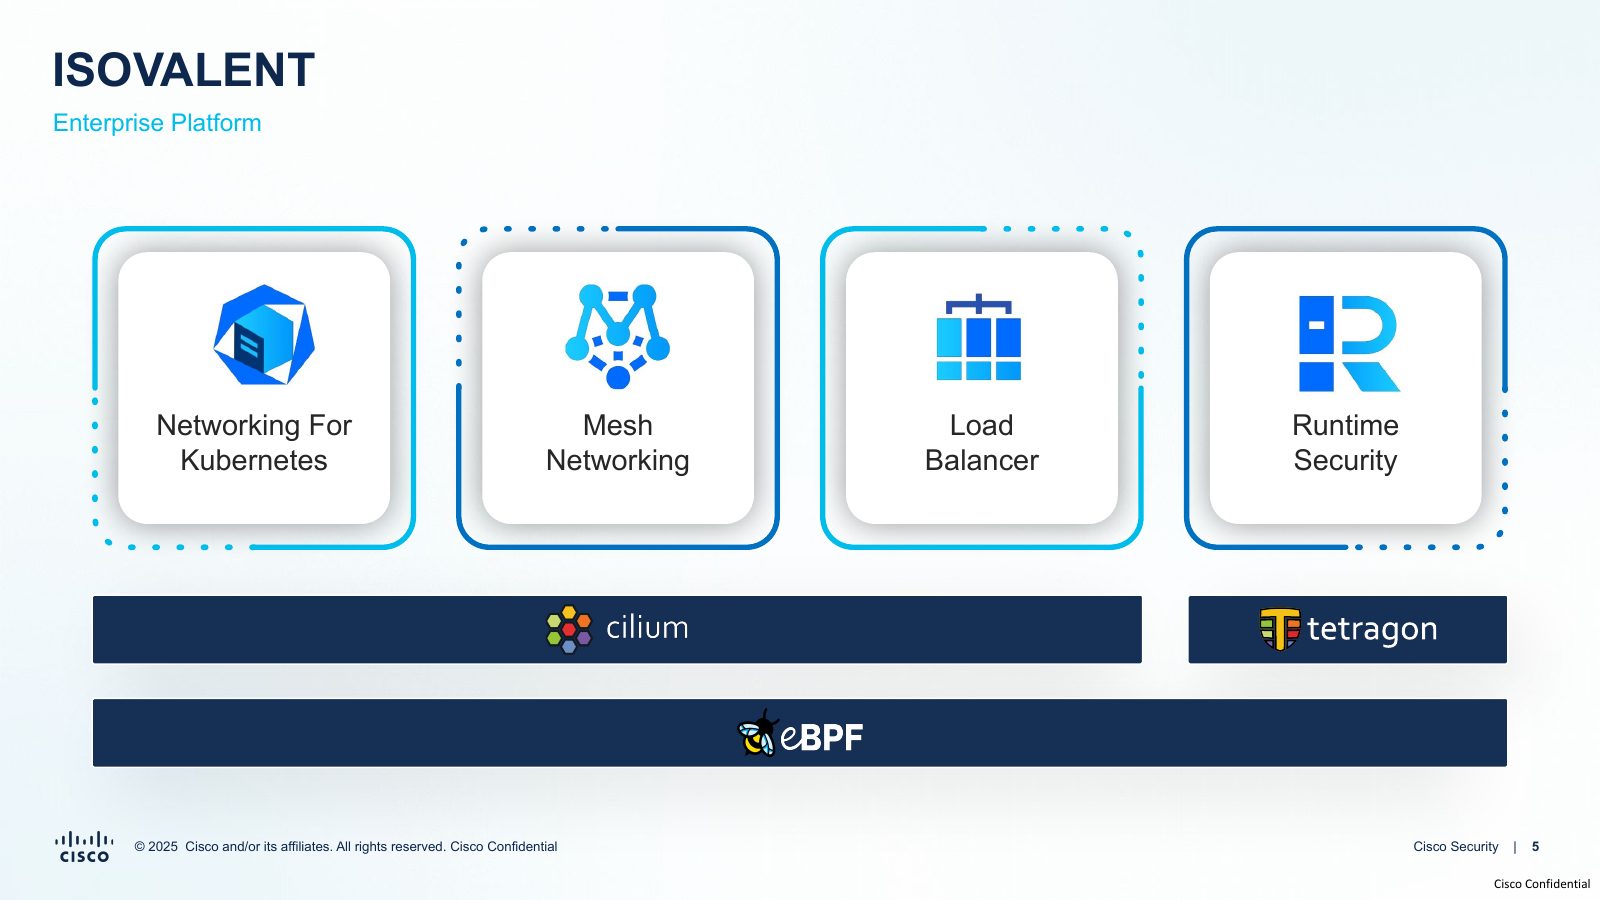 ISOVALENT
Enterprise Platform
Networking For
Kubernetes
Mesh
Networking
Load
Balancer
Runtime
Security
cilium
tetragon
eBPF
CISCO
© 2025 Cisco and/or its affiliates. All rights reserved. Cisco Confidential
Cisco Security | 5
Cisco Confidential